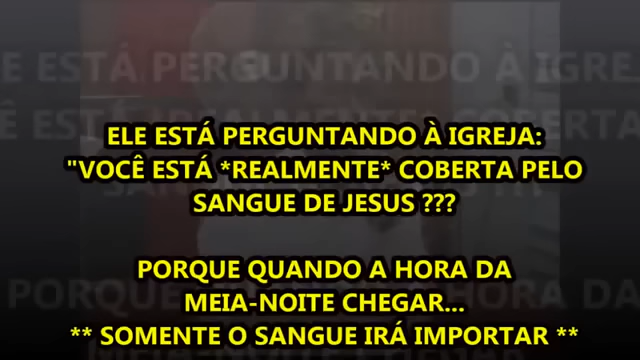 ELE ESTÁ PERGUNTANDO À IGREJA:
"VOCÊ ESTÁ *REALMENTE* COBERTA PELO
SANGUE DE JESUS ???
PORQUE QUANDO A HORA DA
MEIA-NOITE CHEGAR...
** SOMENTE O SANGUE IRÁ IMPORTAR **